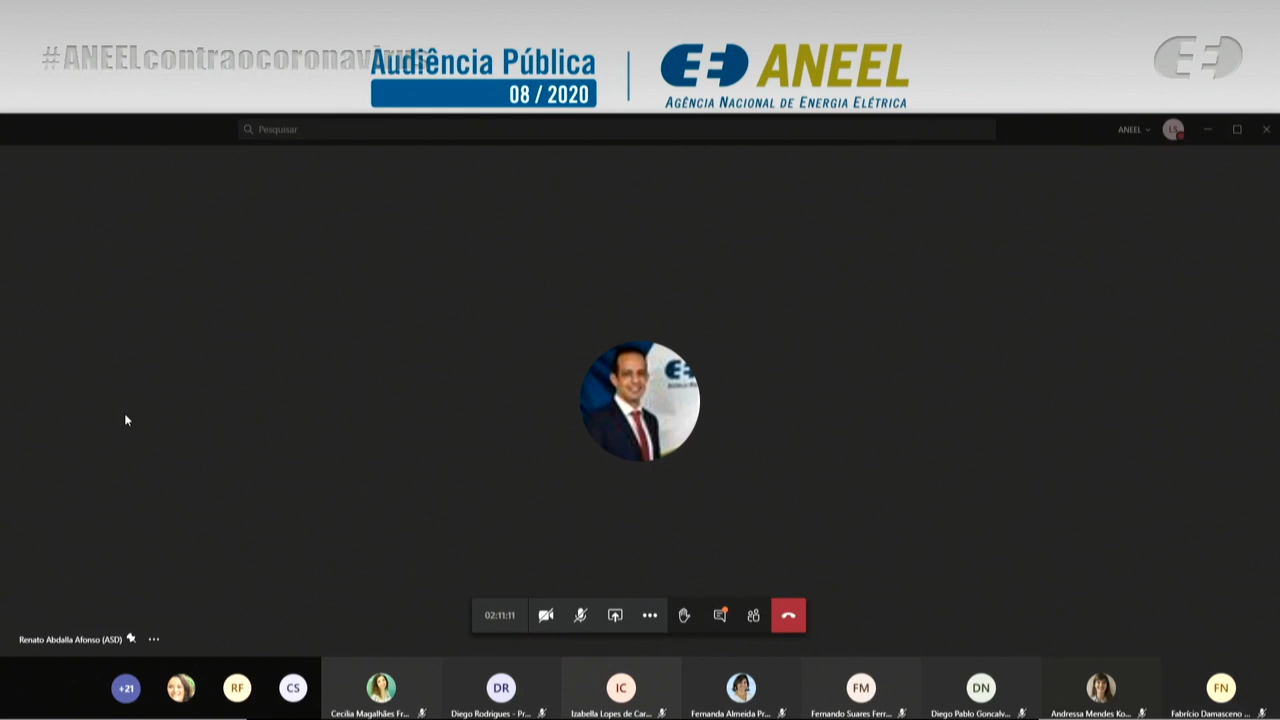 #ANEELcontraocoronavírus
Audiência Pública
08 / 2020
ANEEL
AGÊNCIA NACIONAL DE ENERGIA ELÉTRICA
Pesquisar
ANEEL
LS
02:11:11
Renato Abdalla Afonso (ASD)
+21
RF
CS
DR
IC
FM
DN
FN
Cecilia Magalhães Fr...
Diego Rodrigues - Pr...
Izabella Lopes de Car...
Fernanda Almeida Pr...
Fernando Suares Ferr...
Diego Pablo Goncalv...
Andressa Mendes Ko...
Fabrício Damasceno ...